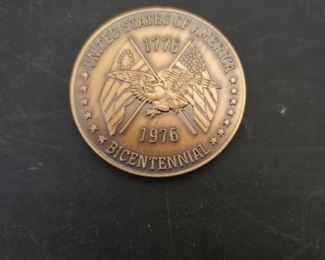 UNITED STATES OF AMERICA
1776
1976
BICENTENNIAL